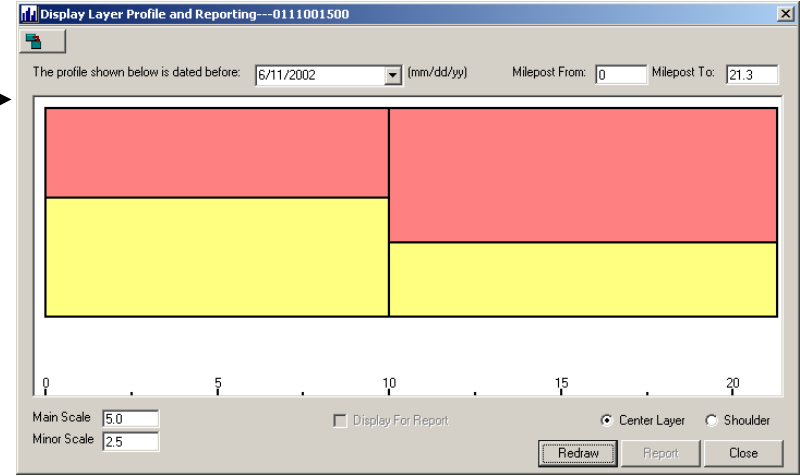 Display Layer Profile and Reporting---0111001500
The profile shown below is dated before: 6/11/2002 (mm/dd/yy) Milepost From: 0 Milepost To: 21.3
0 5 10 15 20
Main Scale 5.0 Display For Report Center Layer Shoulder
Minor Scale 2.5
Redraw Report Close